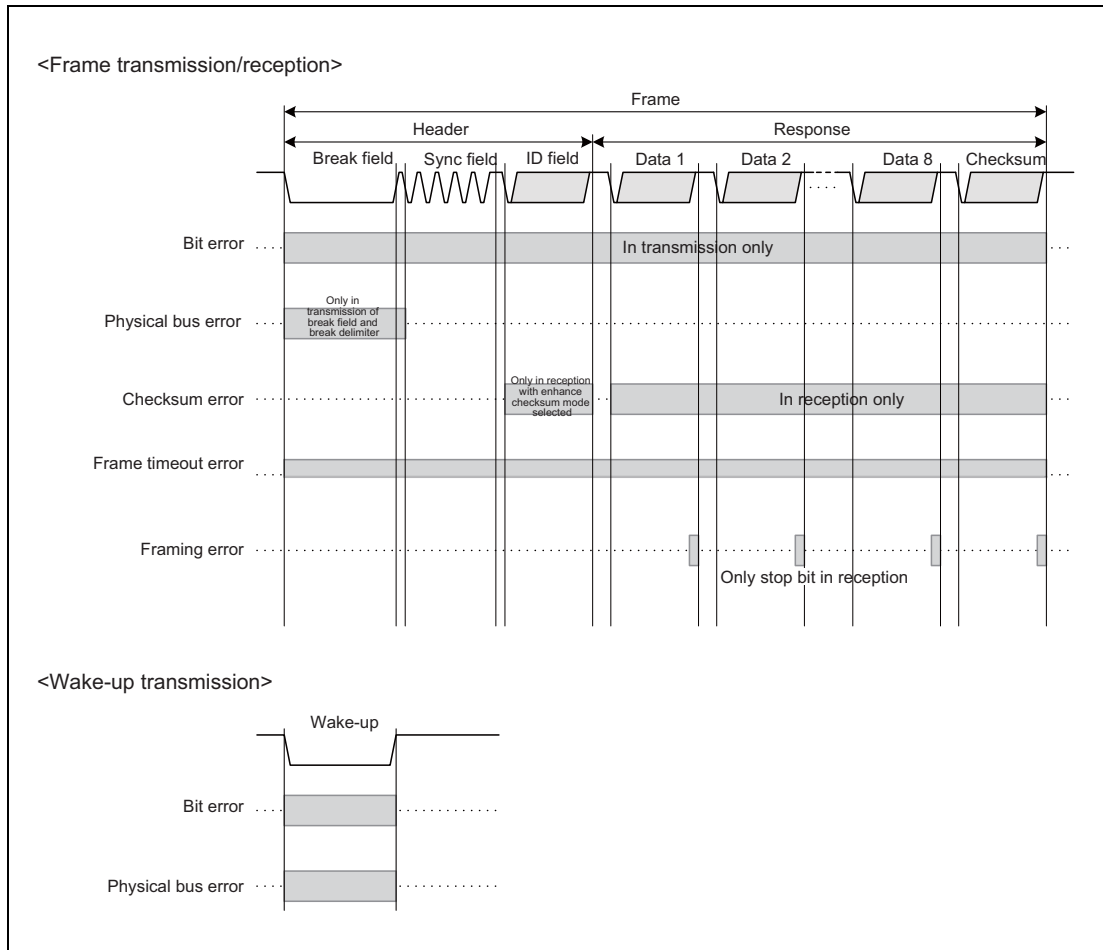 <Frame transmission/reception>
Frame
Header
Response
Break field
Sync field
ID field
Data 1
Data 2
Data 8
Checksum
Bit error
In transmission only
Physical bus error
Only in
transmission of
break field and
break delimiter
Checksum error
Only in reception
with enhance
checksum mode
selected
In reception only
Frame timeout error
Framing error
Only stop bit in reception
<Wake-up transmission>
Wake-up
Bit error
Physical bus error